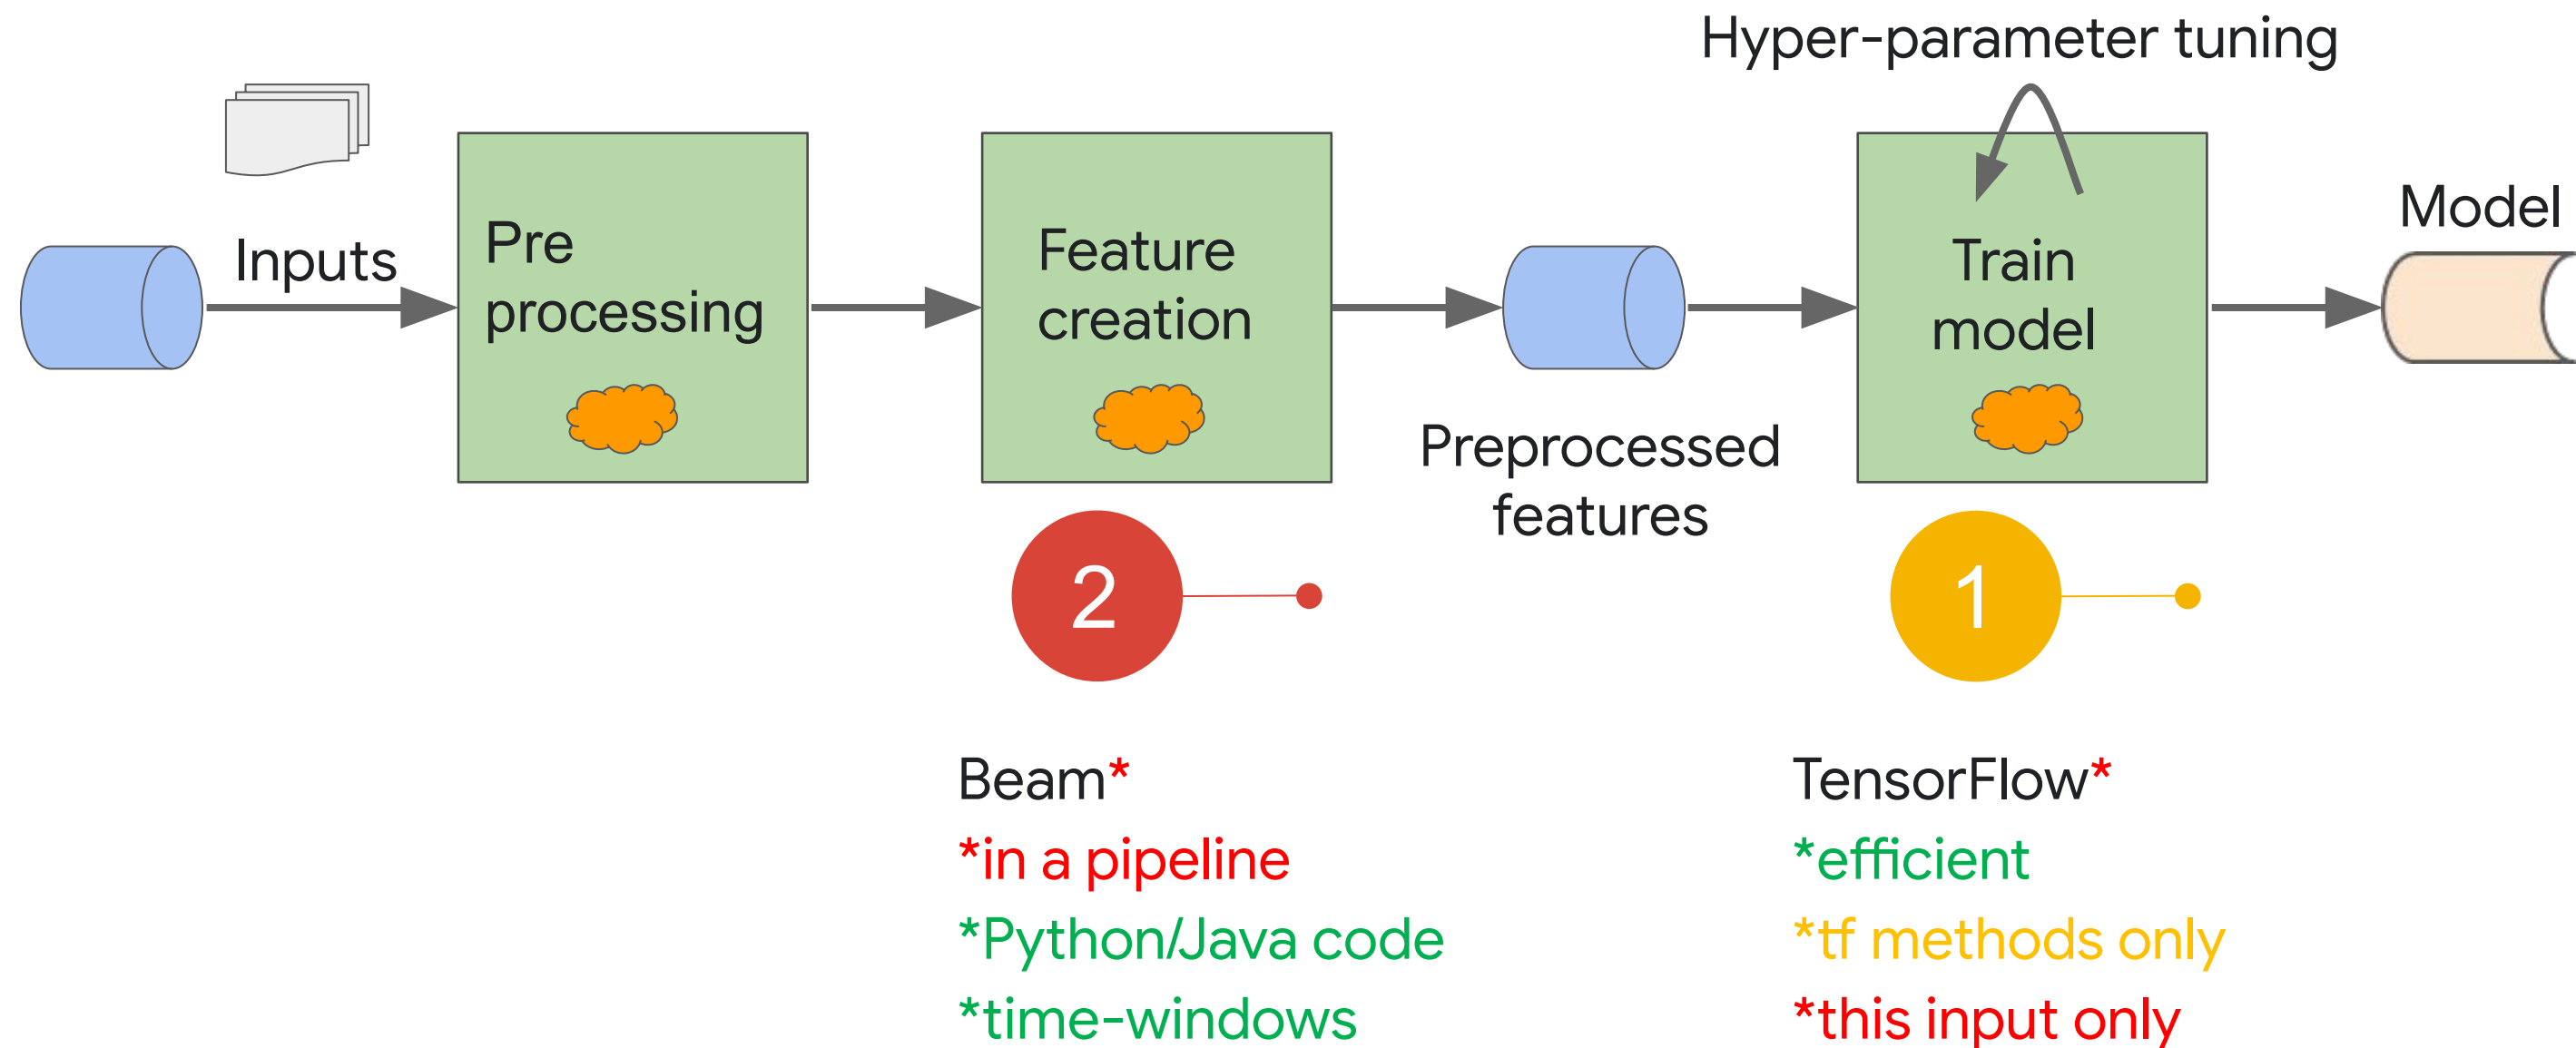 Hyper-parameter tuning
Inputs
Pre
processing
Feature
creation
Preprocessed
features
Train
model
Model
2
1
Beam*
*in a pipeline
*Python/Java code
*time-windows
TensorFlow*
*efficient
*tf methods only
*this input only